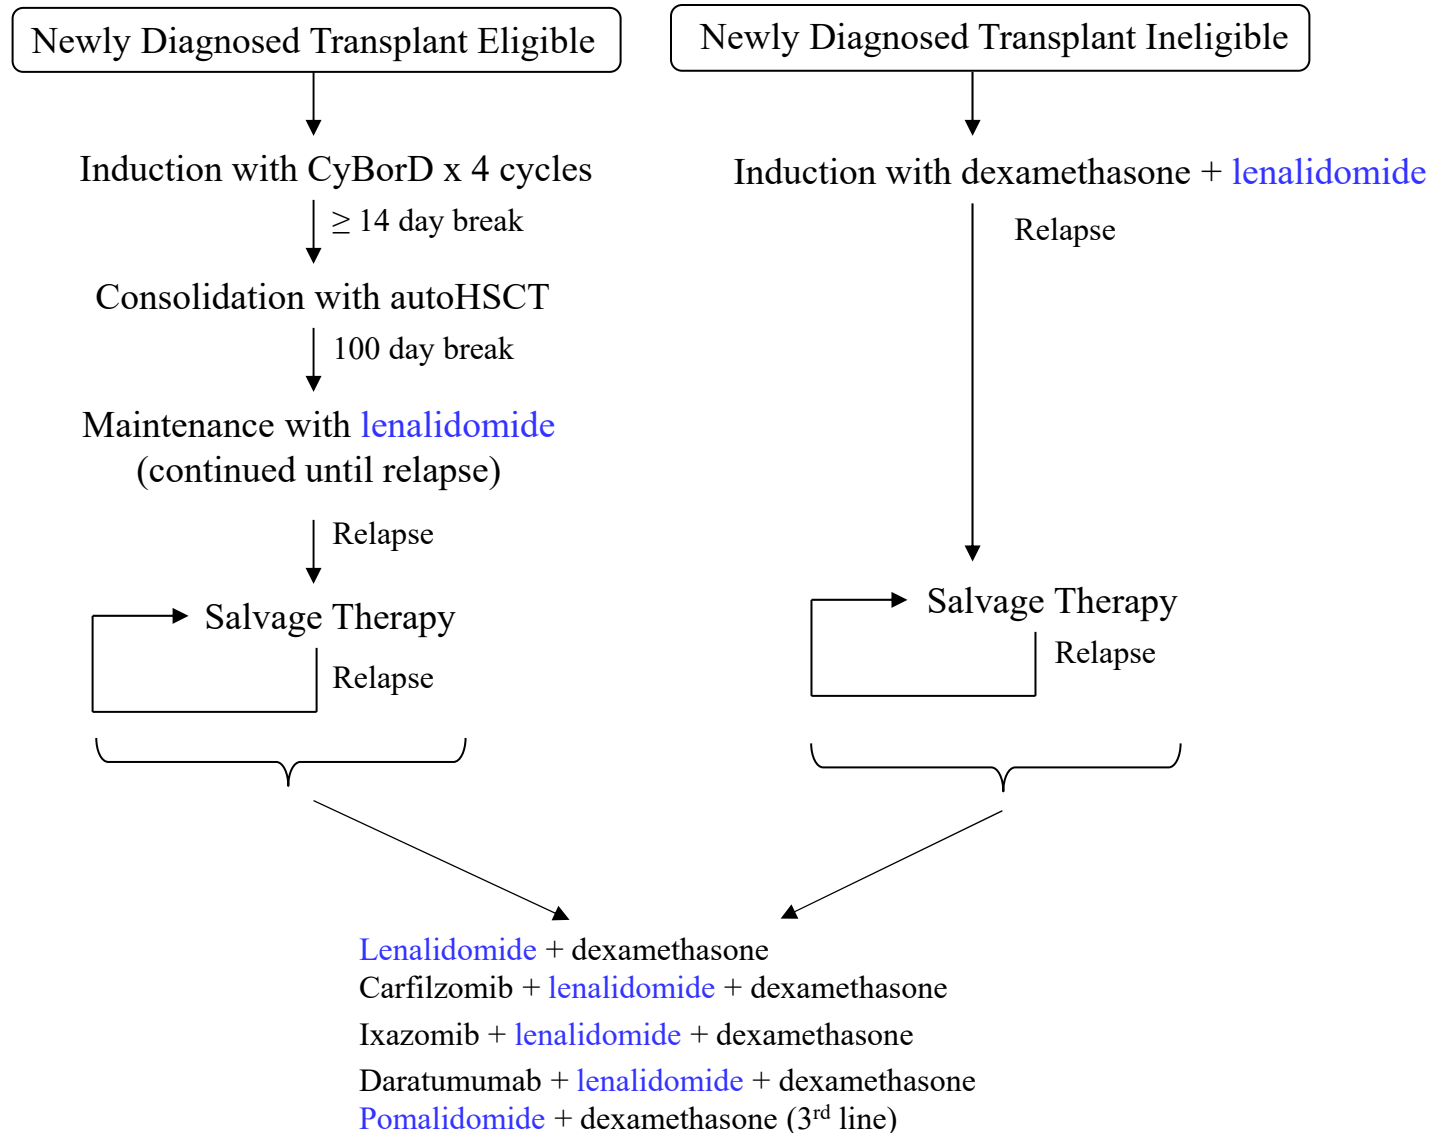 Newly Diagnosed Transplant Eligible
Induction with CyBorD x 4 cycles
≥ 14 day break
Consolidation with autoHSCT
100 day break
Maintenance with lenalidomide
(continued until relapse)
Relapse
Salvage Therapy
Relapse
Newly Diagnosed Transplant Ineligible
Induction with dexamethasone + lenalidomide
Relapse
Salvage Therapy
Relapse
Lenalidomide + dexamethasone
Carfilzomib + lenalidomide + dexamethasone
Ixazomib + lenalidomide + dexamethasone
Daratumumab + lenalidomide + dexamethasone
Pomalidomide + dexamethasone (3rd line)